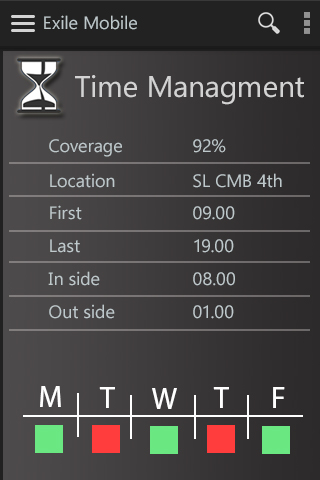 Exile Mobile
Time Managment
Coverage 92%
Location SL CMB 4th
First 09.00
Last 19.00
In side 08.00
Out side 01.00
M T W T F